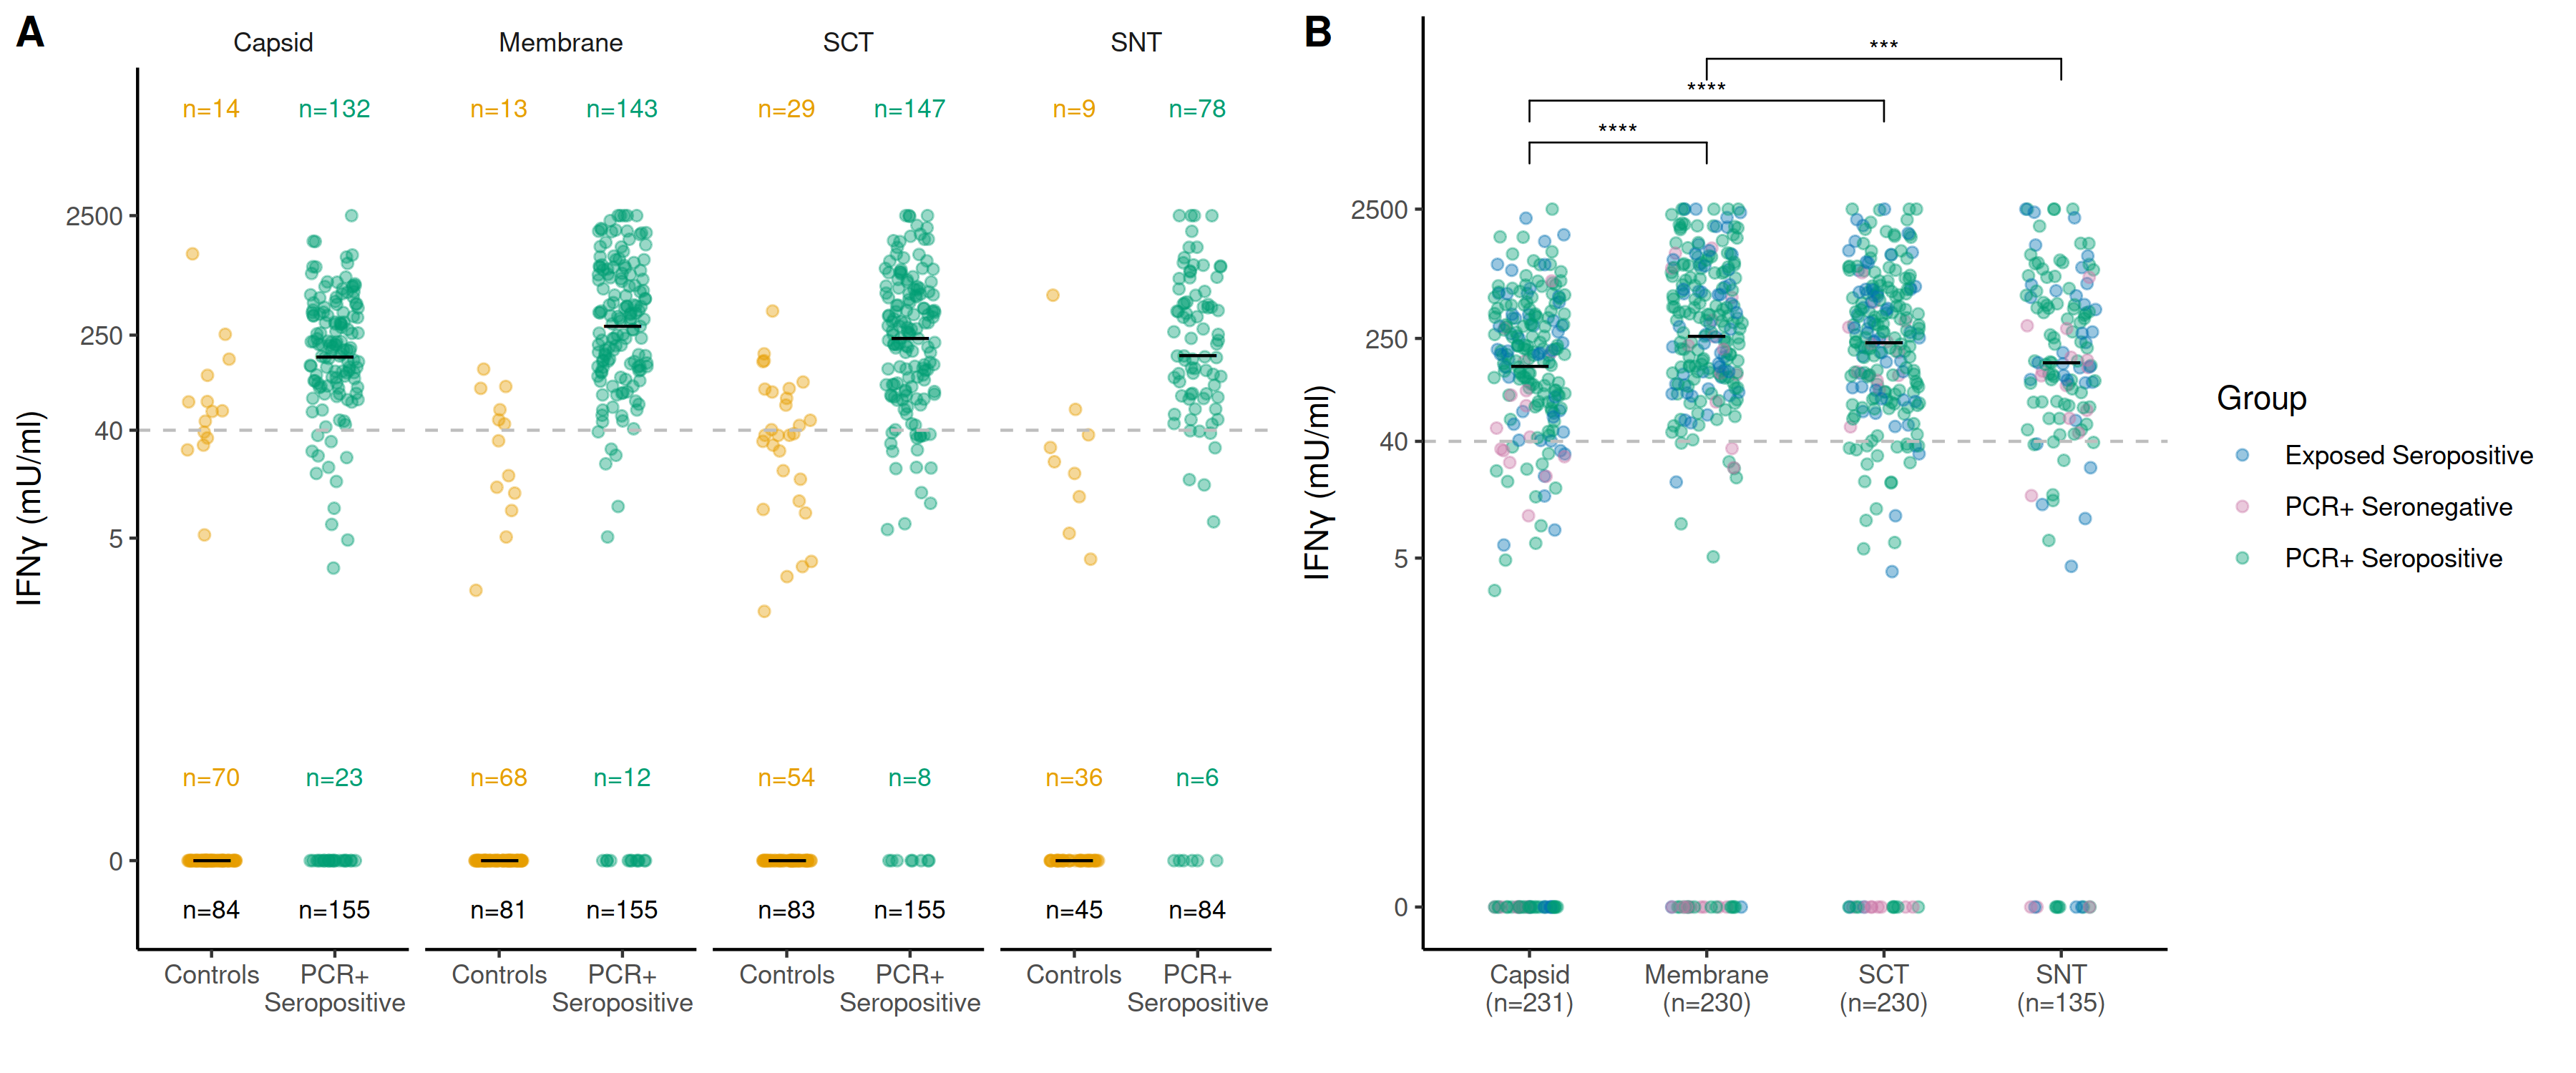 A
Capsid Membrane SCT SNT
n=14 n=132 n=13 n=143 n=29 n=147 n=9 n=78
2500
250
40
5
0
IFNγ (mU/ml)
n=70 n=23 n=68 n=12 n=54 n=8 n=36 n=6
n=84 n=155 n=81 n=155 n=83 n=155 n=45 n=84
Controls PCR+ Controls PCR+ Controls PCR+ Controls PCR+
Seropositive Seropositive Seropositive Seropositive
B
***
****
****
2500
250
40
5
0
IFNγ (mU/ml)
Capsid Membrane SCT SNT
(n=231) (n=230) (n=230) (n=135)
Group
Exposed Seropositive
PCR+ Seronegative
PCR+ Seropositive